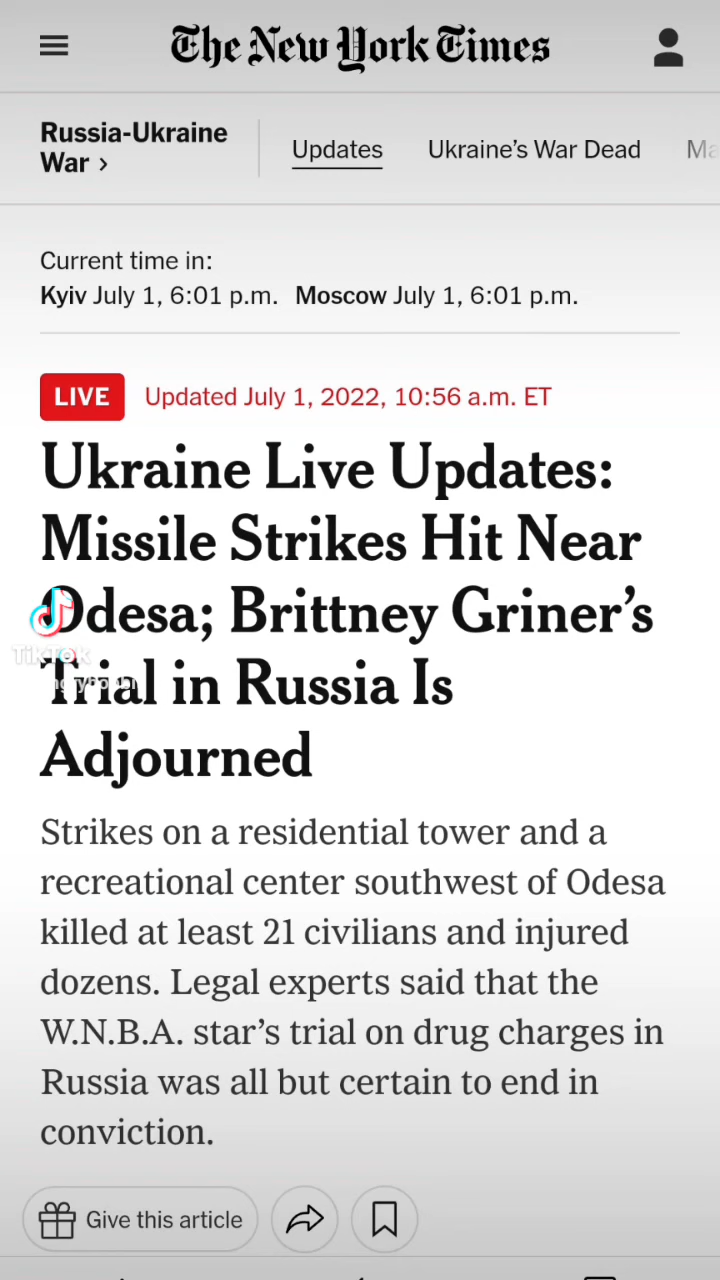 The New York Times
Russia-Ukraine
War ›
Updates
Ukraine’s War Dead
Current time in:
Kyiv July 1, 6:01 p.m. Moscow July 1, 6:01 p.m.
LIVE Updated July 1, 2022, 10:56 a.m. ET
Ukraine Live Updates:
Missile Strikes Hit Near
Odesa; Brittney Griner’s
Trial in Russia Is
Adjourned
TikTok
Strikes on a residential tower and a
recreational center southwest of Odesa
killed at least 21 civilians and injured
dozens. Legal experts said that the
W.N.B.A. star’s trial on drug charges in
Russia was all but certain to end in
conviction.
Give this article